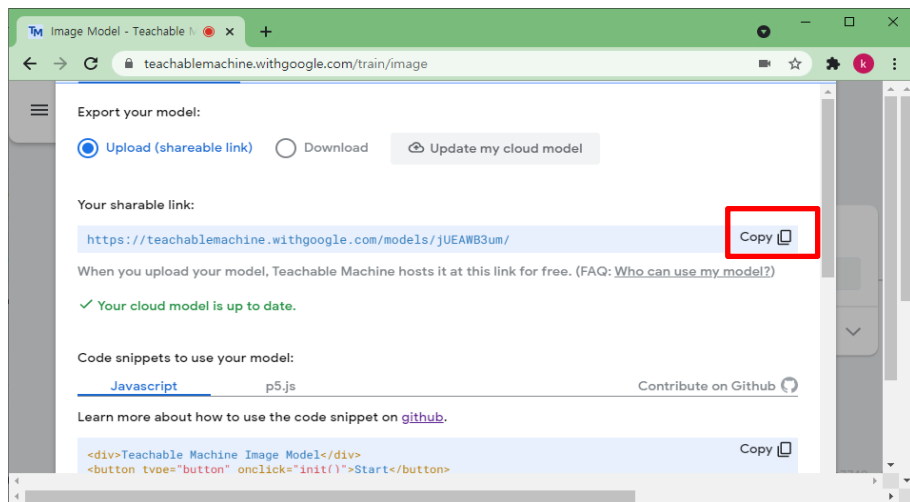 TM Image Model - Teachable M
teachablemachine.withgoogle.com/train/image
k
Export your model:
Upload (shareable link) Download Update my cloud model
Your sharable link:
https://teachablemachine.withgoogle.com/models/jUEAWB3um/ Copy
When you upload your model, Teachable Machine hosts it at this link for free. (FAQ: Who can use my model?)
Your cloud model is up to date.
Code snippets to use your model:
Javascript p5.js Contribute on Github
Learn more about how to use the code snippet on github.
<div>Teachable Machine Image Model</div> Copy
<button type="button" onclick="init()">Start</button>